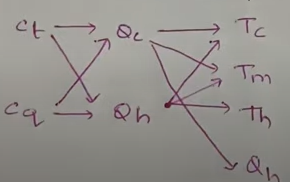 Ct → Qc → Tc
Tm
Cq → Qh → Th
Qh